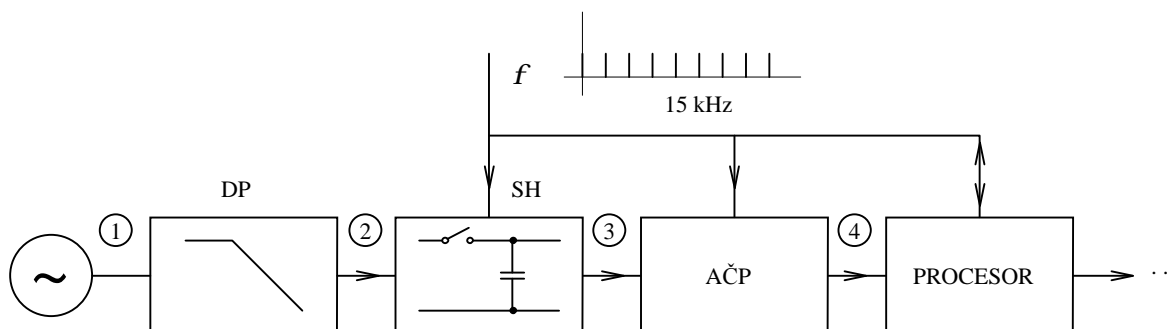 f
15 kHz
DP
SH
1
2
3
4
~
AČP
PROCESOR
. .